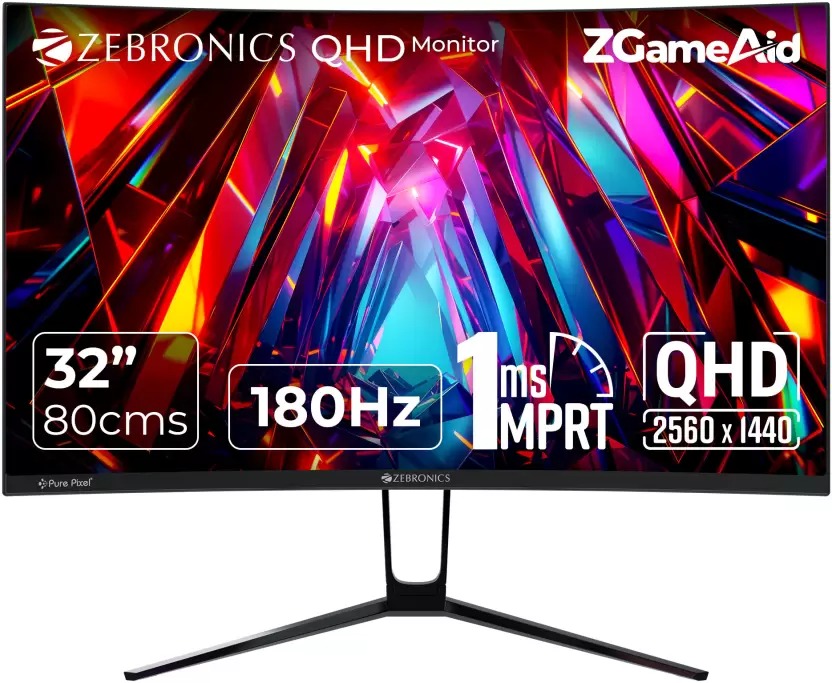 ZEBRONICS QHD Monitor
ZGameAid
32”
80cms
180Hz
1ms
MPRT
QHD
2560 x 1440
Pure Pixel
ZEBRONICS